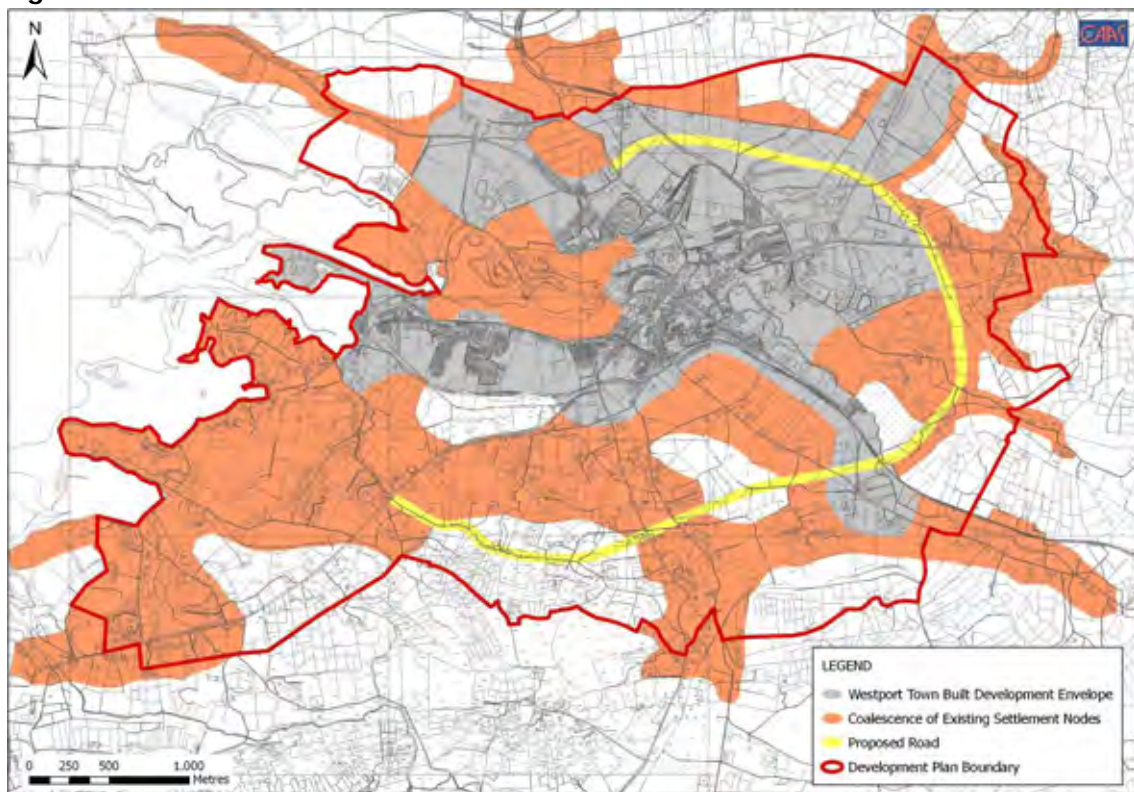 N
CAAS
LEGEND
Westport Town Built Development Envelope
Coalescence of Existing Settlement Nodes
Proposed Road
Development Plan Boundary
0 250 500 1.000
Metres